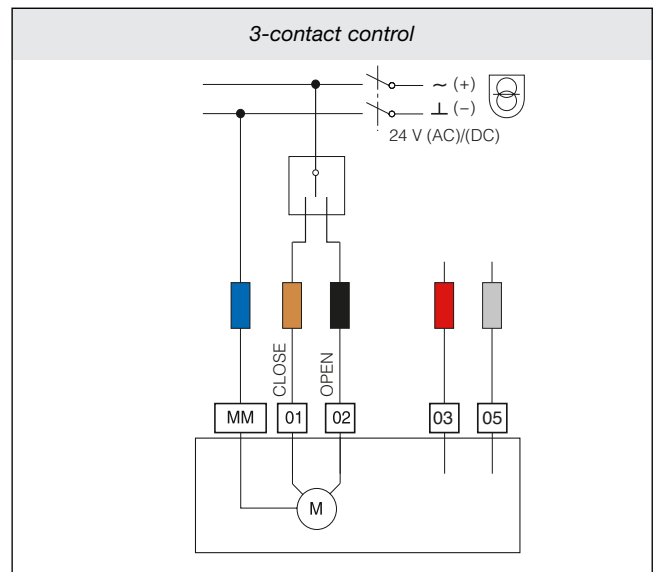 3-contact control
∼ (+)
⊥ (−)
24 V (AC)/(DC)
CLOSE
OPEN
MM
01
02
03
05
M